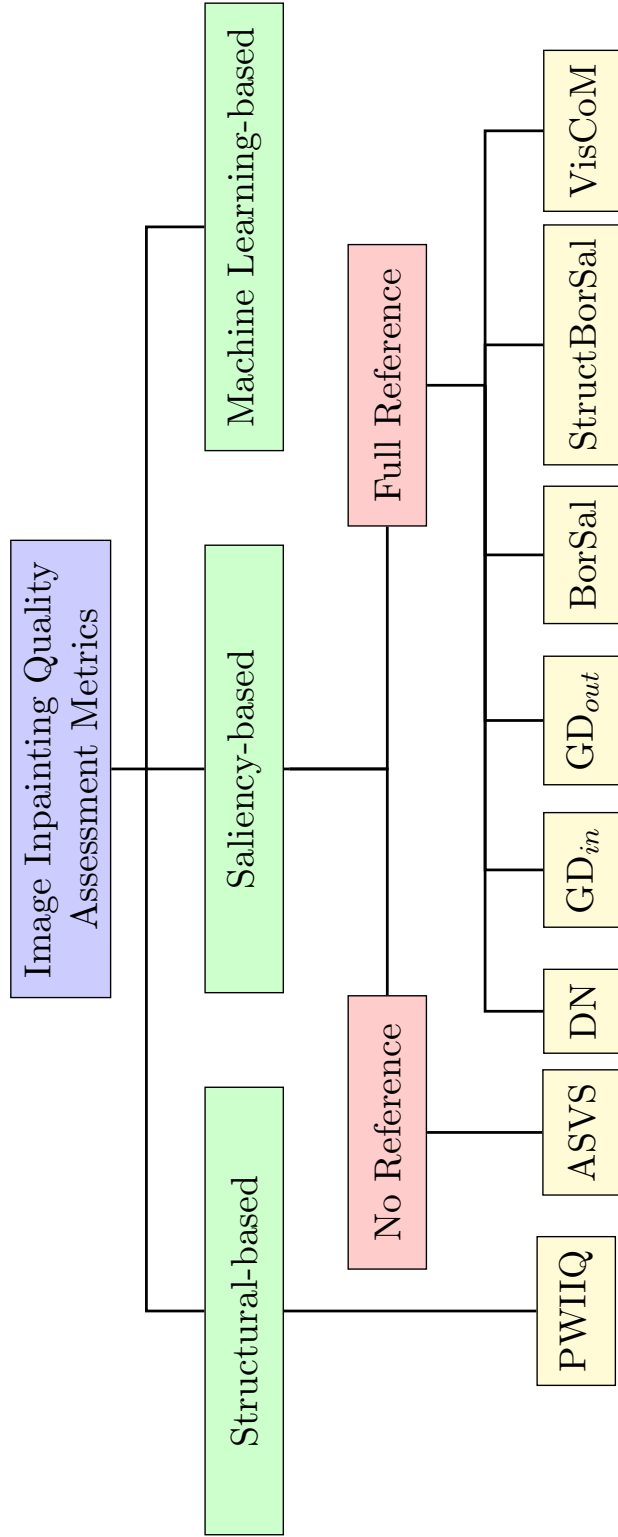 Image Inpainting Quality
Assessment Metrics
Structural-based
Saliency-based
Machine Learning-based
No Reference
Full Reference
PWIIQ
ASVS
DN
GD_in
GD_out
BorSal
StructBorSal
VisCoM